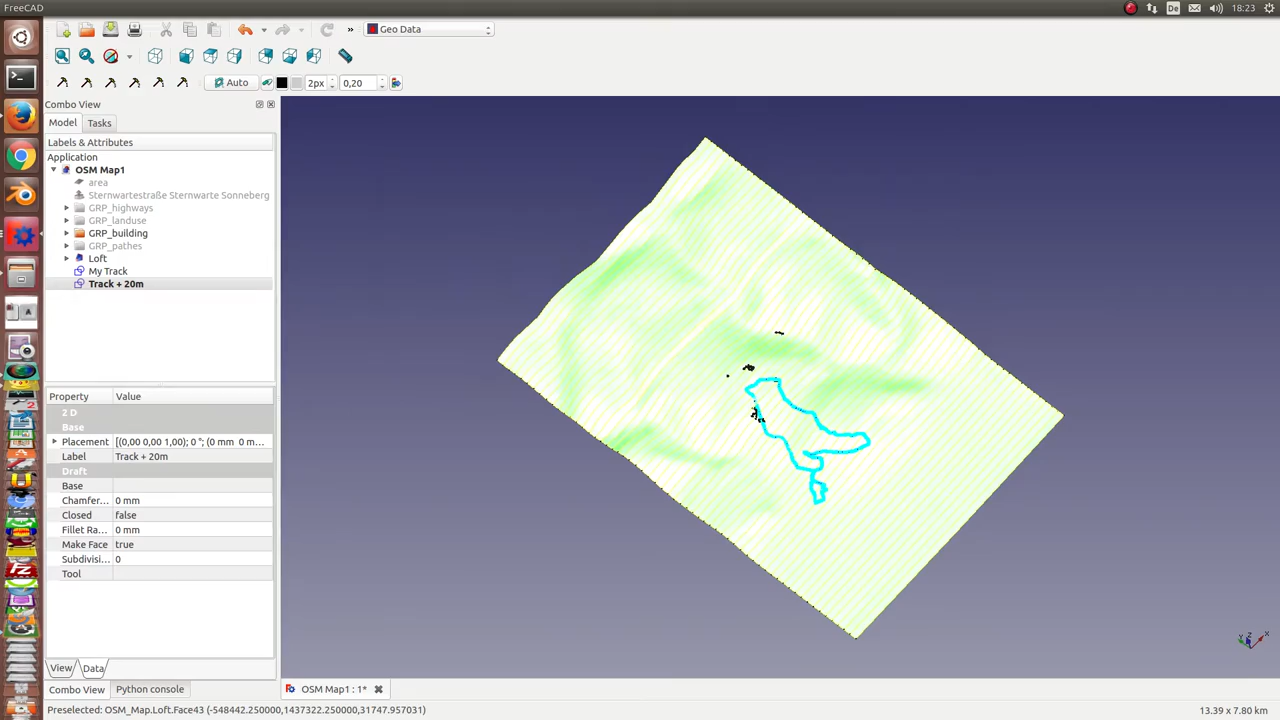 FreeCAD
De
18:23
»
Geo Data
Auto
2px
0,20
Combo View
Model
Tasks
Labels & Attributes
Application
OSM Map1
area
Sternwartestraße Sternwarte Sonneberg
GRP_highways
GRP_landuse
GRP_building
GRP_pathes
Loft
My Track
Track + 20m
Property Value
2 D
Base
Placement [(0,00 0,00 1,00); 0 °; (0 mm 0 m...
Label Track + 20m
Draft
Base
Chamfer... 0 mm
Closed false
Fillet Ra... 0 mm
Make Face true
Subdivisi... 0
Tool
View
Data
Combo View
Python console
OSM Map1 : 1*
Preselected: OSM_Map.Loft.Face43 (-548442.250000,1437322.250000,31747.957031)
13.39 x 7.80 km